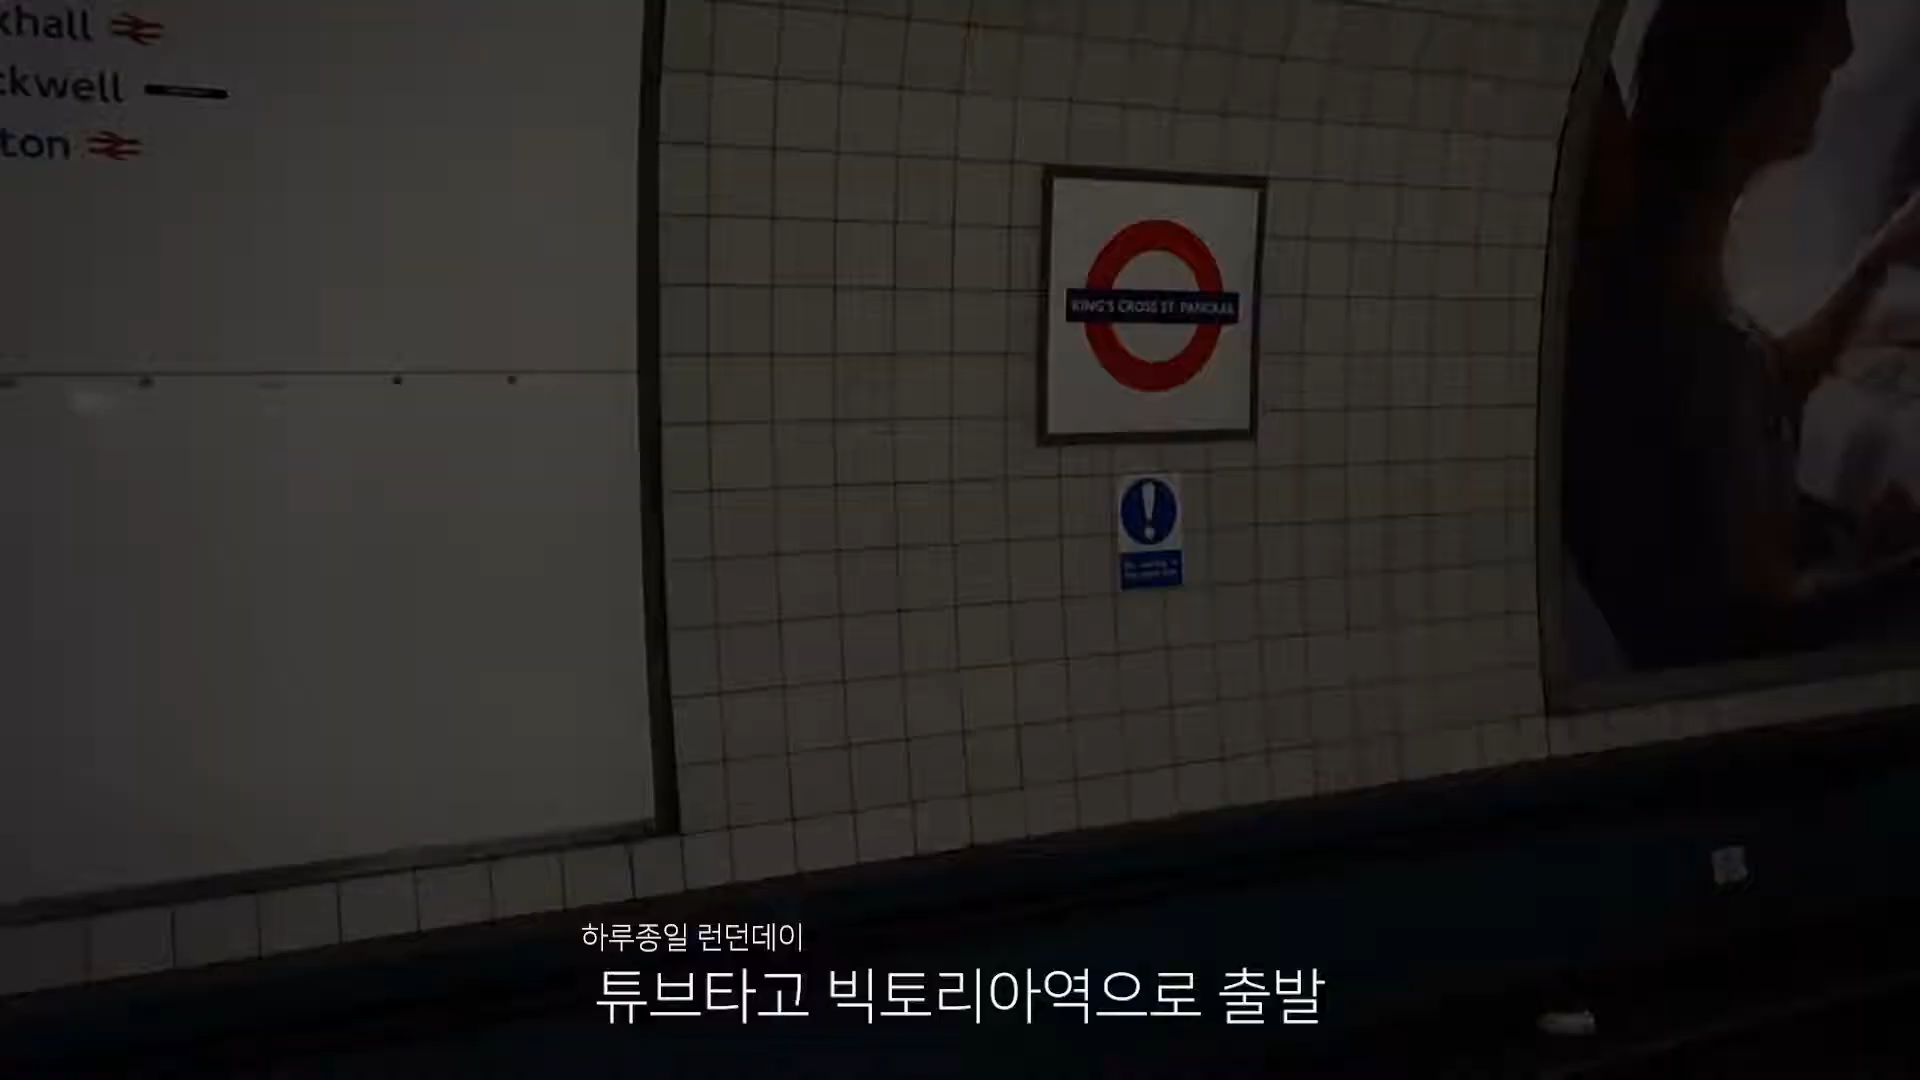 khall
ckwell
ton
KING'S CROSS ST. PANCRAS
하루종일 런던데이
튜브타고 빅토리아역으로 출발